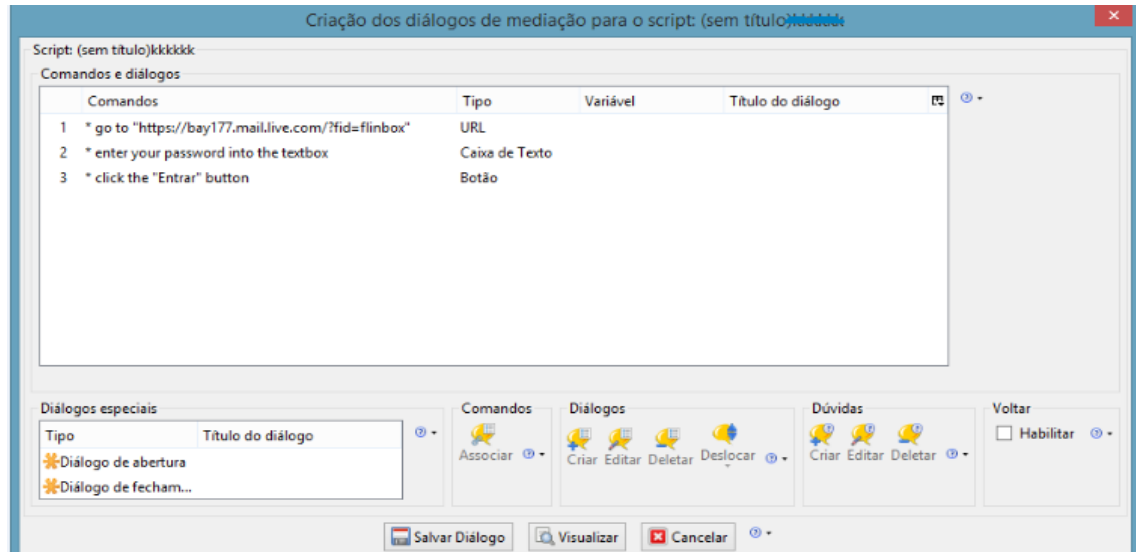 Criação dos diálogos de mediação para o script: (sem título)kkkkkk
Script: (sem título)kkkkkk
Comandos e diálogos
Comandos Tipo Variável Título do diálogo
1 * go to "https://bay177.mail.live.com/?fid=flinbox" URL
2 * enter your password into the textbox Caixa de Texto
3 * click the "Entrar" button Botão
Diálogos especiais Comandos Diálogos Dúvidas Voltar
Tipo Título do diálogo
Habilitar
Associar Criar Editar Deletar Deslocar Criar Editar Deletar
Diálogo de abertura
Diálogo de fecham...
Salvar Diálogo Visualizar Cancelar